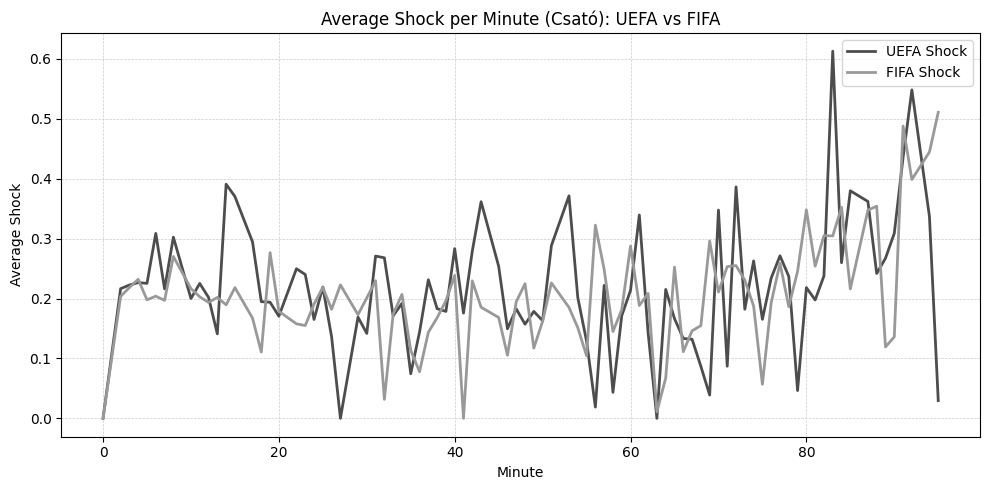 Average Shock per Minute (Csató): UEFA vs FIFA
UEFA Shock
FIFA Shock
Average Shock
0.6
0.5
0.4
0.3
0.2
0.1
0.0
0 20 40 60 80
Minute